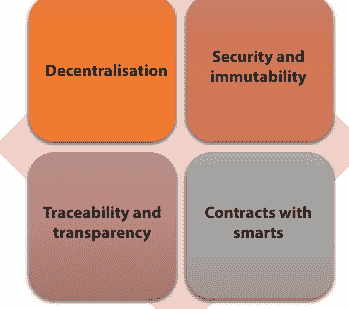 Decentralisation
Security and
immutability
Traceability and
transparency
Contracts with
smarts